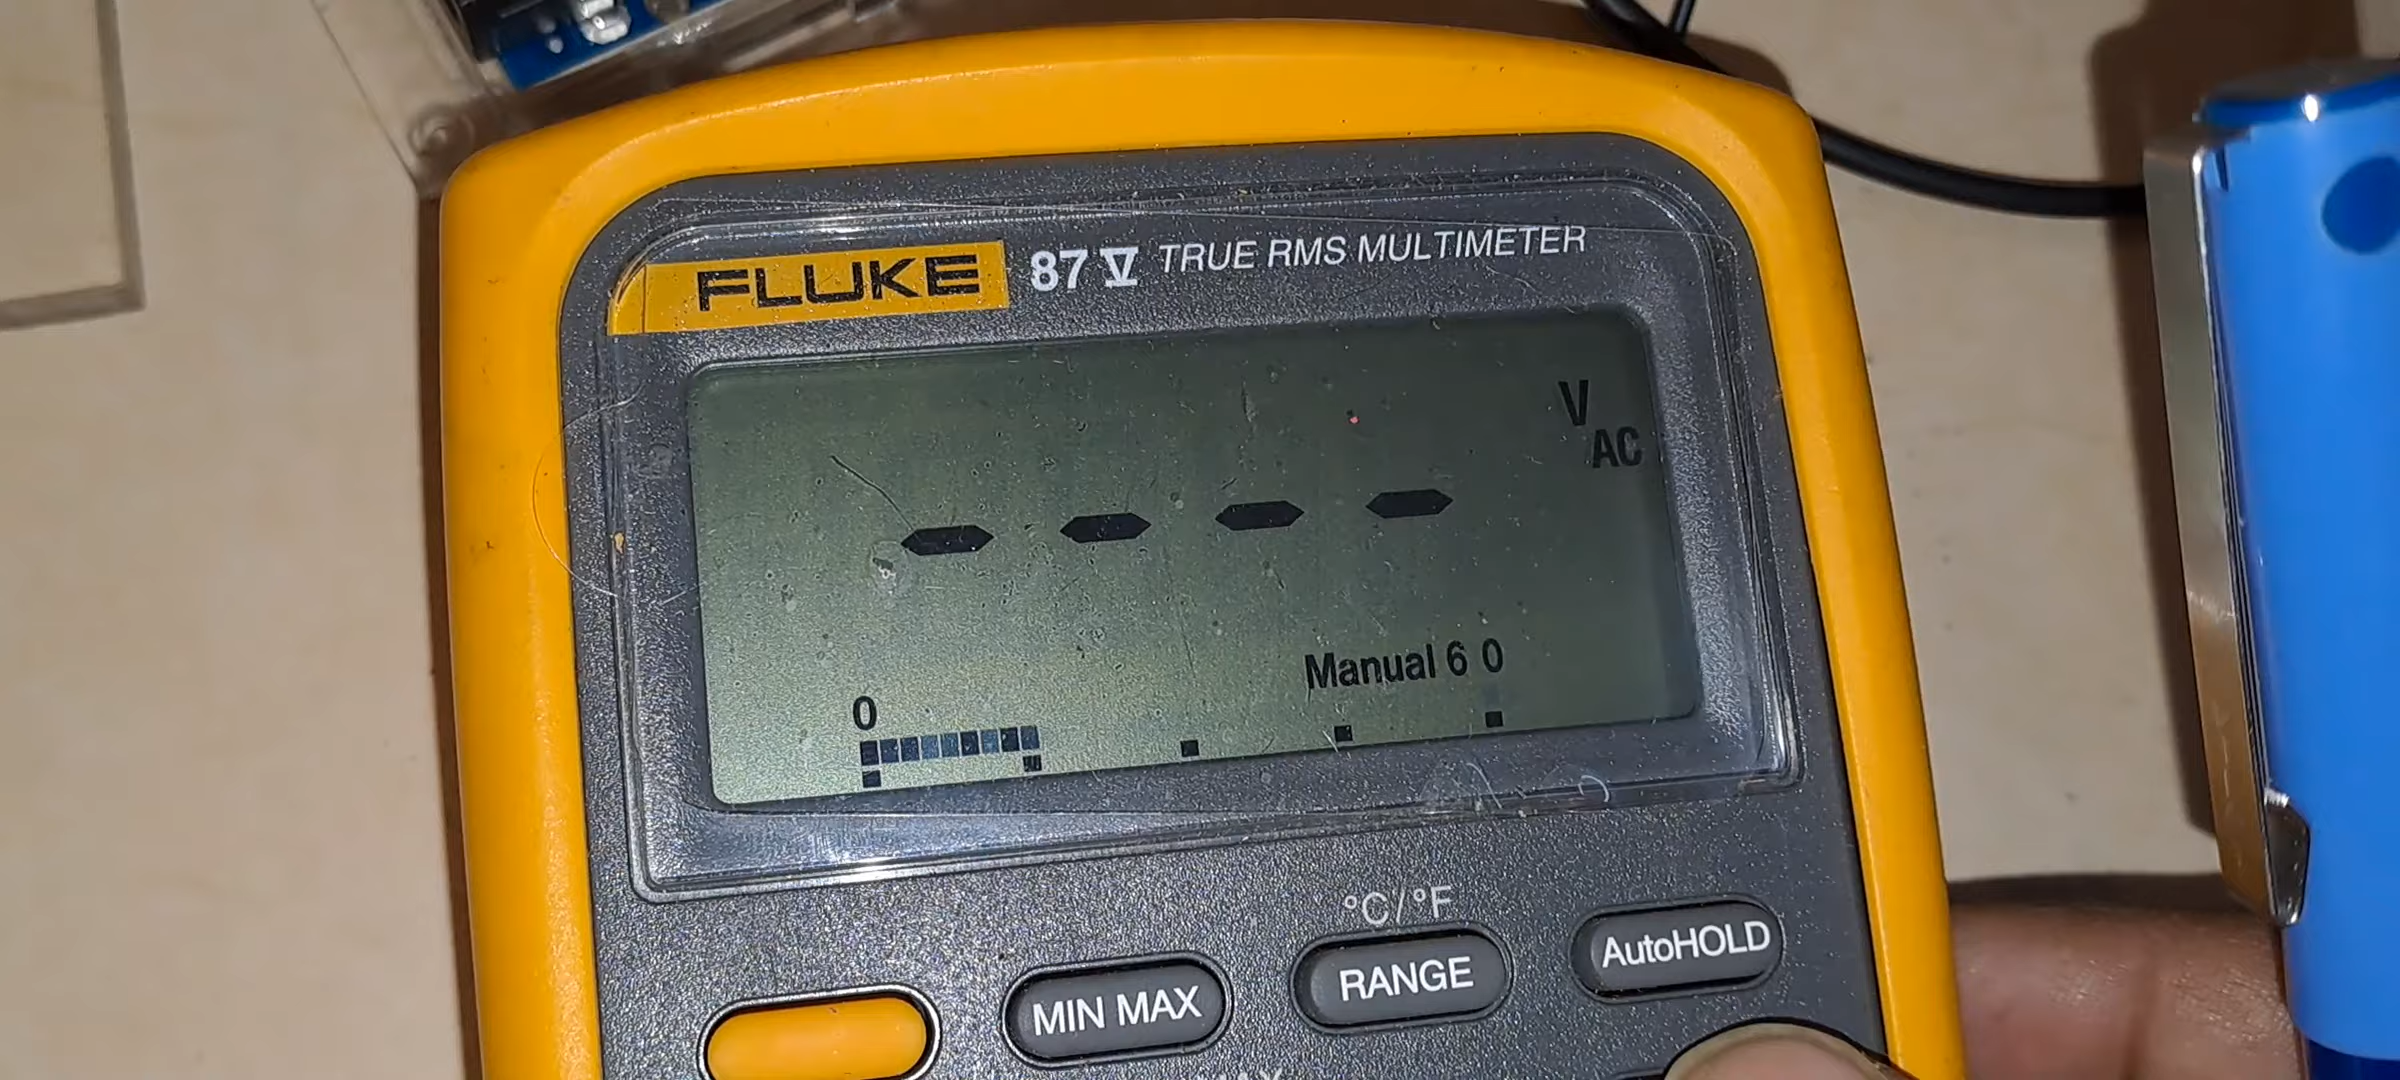 FLUKE 87 V TRUE RMS MULTIMETER
V
AC
- - - -
Manual 6 0
0
°C/°F
MIN MAX RANGE AutoHOLD